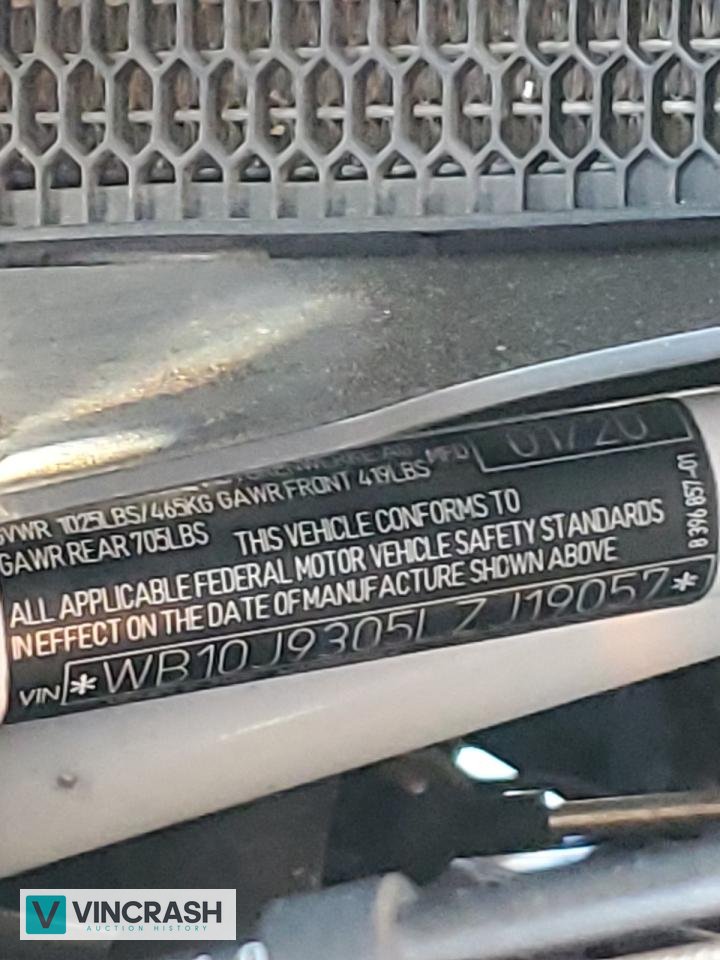 MFD 01/20
GVWR 1025LBS/465KG GAWR FRONT 419LBS
GAWR REAR 705LBS THIS VEHICLE CONFORMS TO
ALL APPLICABLE FEDERAL MOTOR VEHICLE SAFETY STANDARDS
IN EFFECT ON THE DATE OF MANUFACTURE SHOWN ABOVE
VIN *WB10J9305LZJ19057*
8 396 857-01
VINCRASH
AUCTION HISTORY